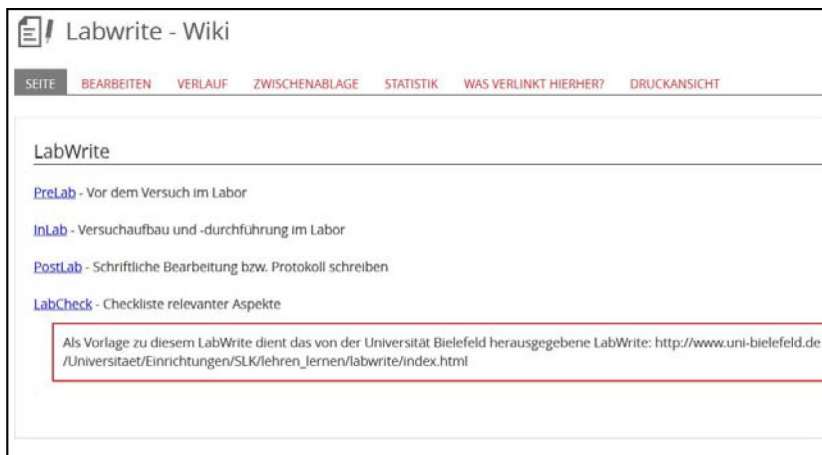 Labwrite - Wiki
SEITE BEARBEITEN VERLAUF ZWISCHENABLAGE STATISTIK WAS VERLINKT HIERHER? DRUCKANSICHT
LabWrite
PreLab - Vor dem Versuch im Labor
InLab - Versuchaufbau und -durchführung im Labor
PostLab - Schriftliche Bearbeitung bzw. Protokoll schreiben
LabCheck - Checkliste relevanter Aspekte
Als Vorlage zu diesem LabWrite dient das von der Universität Bielefeld herausgegebene LabWrite: http://www.uni-bielefeld.de
/Universitaet/Einrichtungen/SLK/lehren_lernen/labwrite/index.html